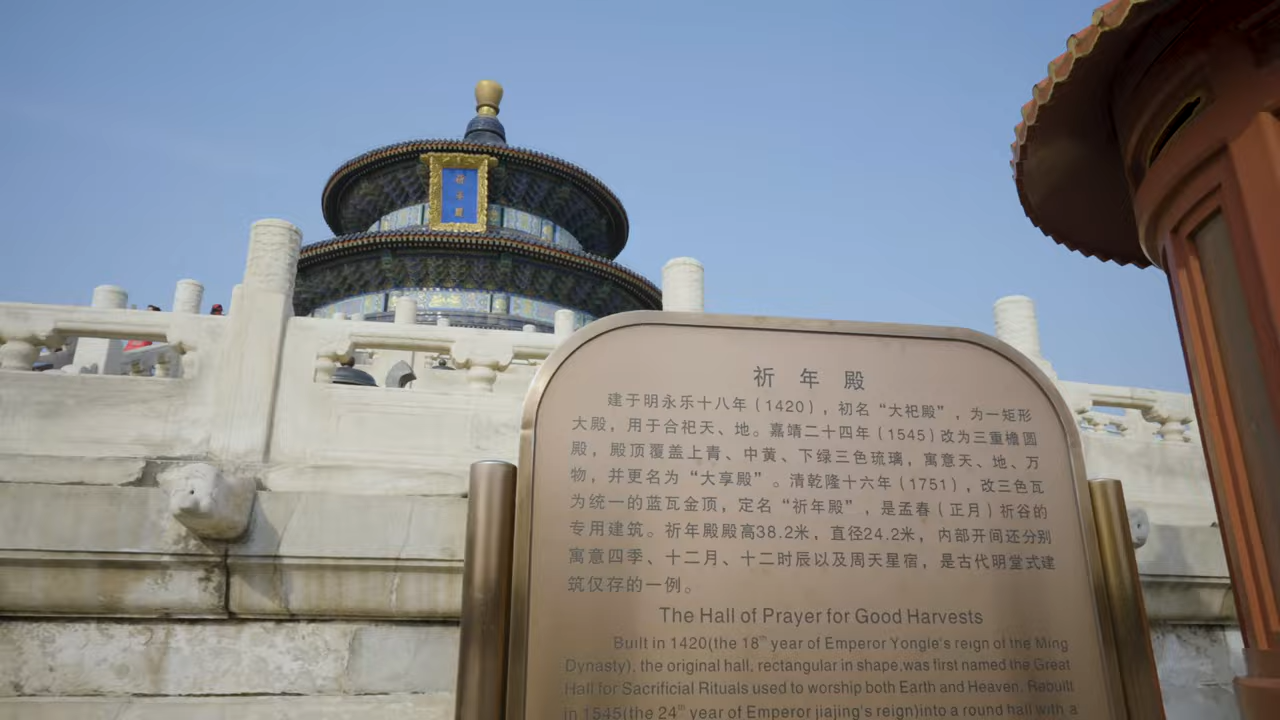 祈年殿
祈年殿
建于明永乐十八年(1420),初名“大祀殿”,为一矩形
大殿,用于合祀天、地。嘉靖二十四年(1545)改为三重檐圆
殿,殿顶覆盖上青、中黄、下绿三色琉璃,寓意天、地、万
物,并更名为“大享殿”。清乾隆十六年(1751),改三色瓦
为统一的蓝瓦金顶,定名“祈年殿”,是孟春(正月)祈谷的
专用建筑。祈年殿殿高38.2米,直径24.2米,内部开间还分别
寓意四季、十二月、十二时辰以及周天星宿,是古代明堂式建
筑仅存的一例。
The Hall of Prayer for Good Harvests
Built in 1420(the 18th year of Emperor Yongle's reign of the Ming
Dynasty), the original hall, rectangular in shape,was first named the Great
Hall for Sacrificial Rituals used to worship both Earth and Heaven. Rebuilt
in 1545(the 24th year of Emperor jiajing's reign)into a round hall with a